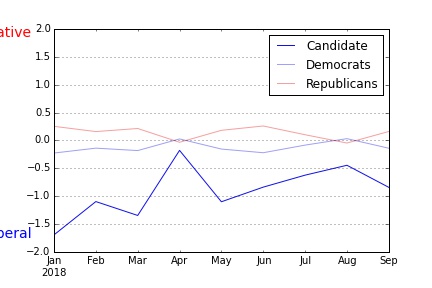 ative
2.0
1.5
1.0
0.5
0.0
−0.5
−1.0
−1.5
−2.0
beral
Candidate
Democrats
Republicans
Jan Feb Mar Apr May Jun Jul Aug Sep
2018